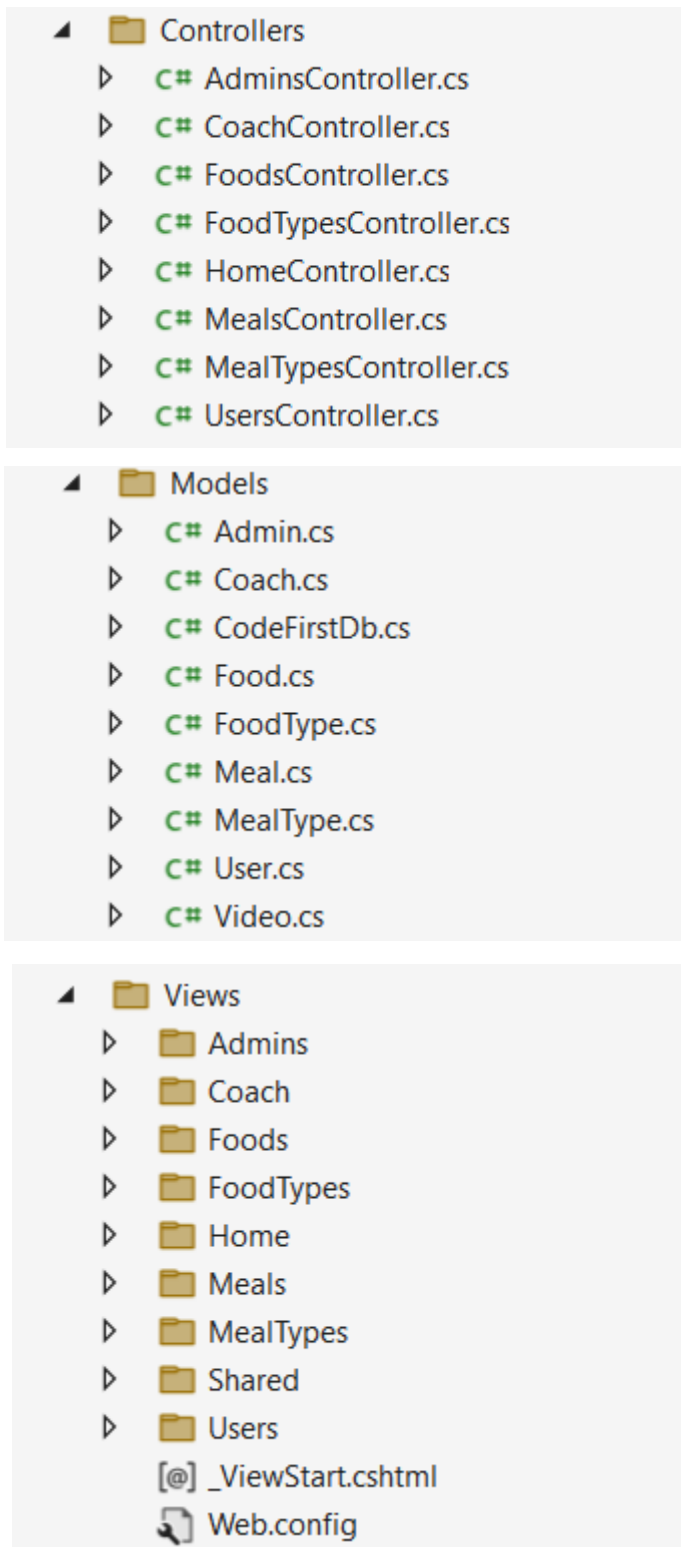 Controllers
C# AdminsController.cs
C# CoachController.cs
C# FoodsController.cs
C# FoodTypesController.cs
C# HomeController.cs
C# MealsController.cs
C# MealTypesController.cs
C# UsersController.cs
Models
C# Admin.cs
C# Coach.cs
C# CodeFirstDb.cs
C# Food.cs
C# FoodType.cs
C# Meal.cs
C# MealType.cs
C# User.cs
C# Video.cs
Views
Admins
Coach
Foods
FoodTypes
Home
Meals
MealTypes
Shared
Users
[@] _ViewStart.cshtml
Web.config